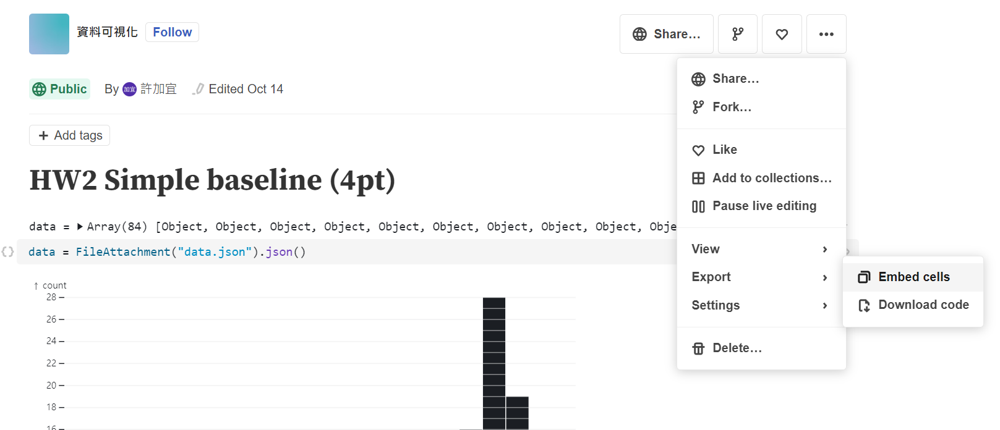 資料可視化 Follow
Share...
Public By 加宜 許加宜 Edited Oct 14
+ Add tags
HW2 Simple baseline (4pt)
data = ▶Array(84) [Object, Object, Object, Object, Object, Object, Object, Object, Object, Obje
data = FileAttachment("data.json").json()
↑ count
28
26
24
22
20
18
16
Share...
Fork...
Like
Add to collections...
Pause live editing
View ›
Export ›
Settings ›
Delete...
Embed cells
Download code